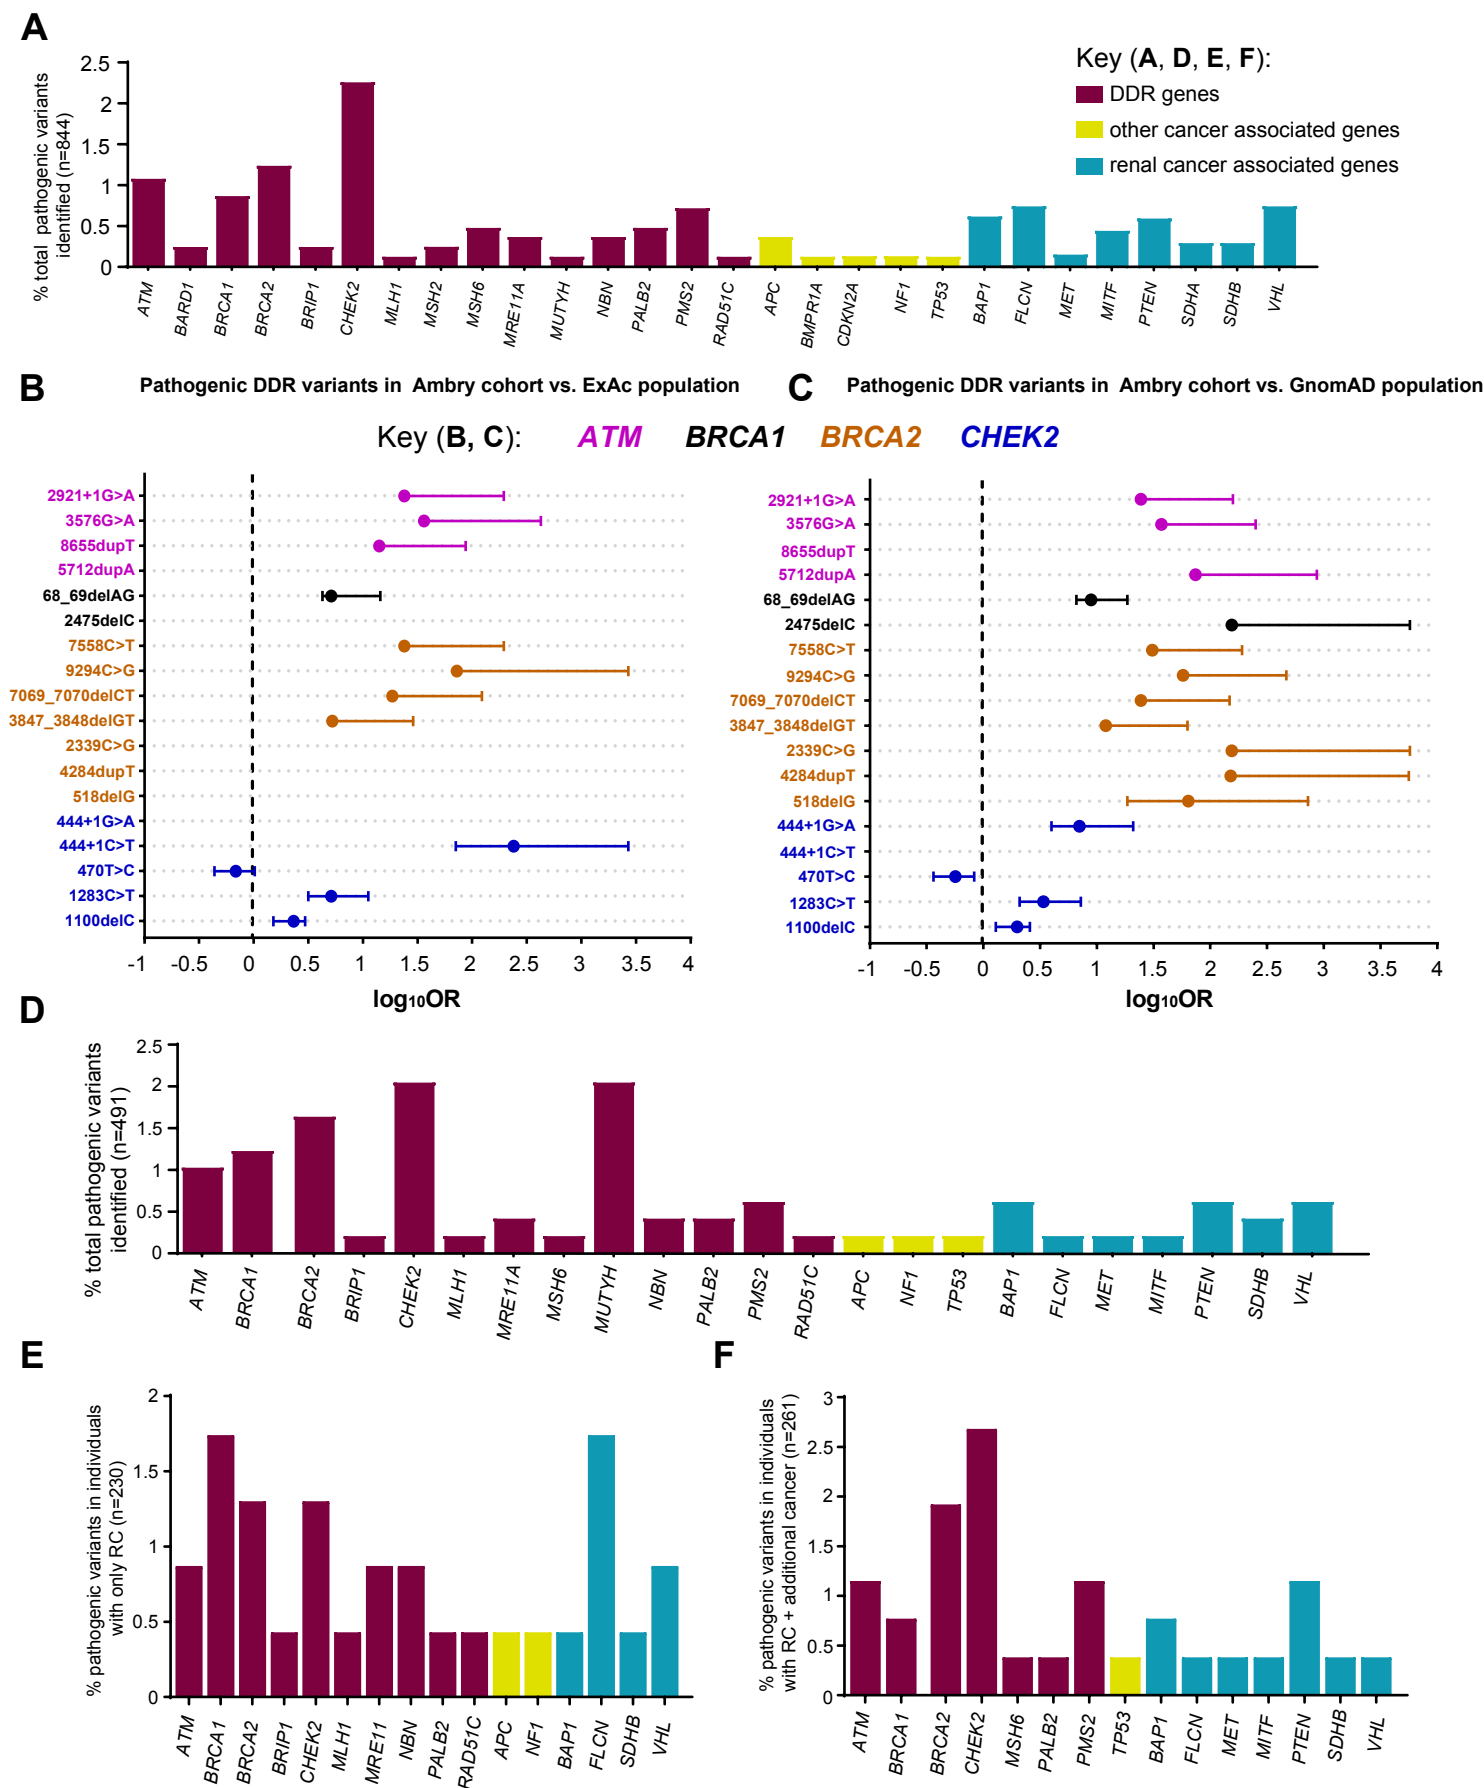 A
Key (A, D, E, F):
DDR genes
other cancer associated genes
renal cancer associated genes
% total pathogenic variants
identified (n=844)
2.5
2
1.5
1
0.5
0
ATM
BARD1
BRCA1
BRCA2
BRIP1
CHEK2
MLH1
MSH2
MSH6
MRE11A
MUTYH
NBN
PALB2
PMS2
RAD51C
APC
BMPR1A
CDKN2A
NF1
TP53
BAP1
FLCN
MET
MITF
PTEN
SDHA
SDHB
VHL
B
Pathogenic DDR variants in Ambry cohort vs. ExAc population
C
Pathogenic DDR variants in Ambry cohort vs. GnomAD population
Key (B, C): ATM BRCA1 BRCA2 CHEK2
2921+1G>A
3576G>A
8655dupT
5712dupA
68_69delAG
2475delC
7558C>T
9294C>G
7069_7070delCT
3847_3848delGT
2339C>G
4284dupT
518delG
444+1G>A
444+1C>T
470T>C
1283C>T
1100delC
-1 -0.5 0 0.5 1 1.5 2 2.5 3 3.5 4
log10OR
2921+1G>A
3576G>A
8655dupT
5712dupA
68_69delAG
2475delC
7558C>T
9294C>G
7069_7070delCT
3847_3848delGT
2339C>G
4284dupT
518delG
444+1G>A
444+1C>T
470T>C
1283C>T
1100delC
-1 -0.5 0 0.5 1 1.5 2 2.5 3 3.5 4
log10OR
D
% total pathogenic variants
identified (n=491)
2.5
2
1.5
1
0.5
0
ATM
BRCA1
BRCA2
BRIP1
CHEK2
MLH1
MRE11A
MSH6
MUTYH
NBN
PALB2
PMS2
RAD51C
APC
NF1
TP53
BAP1
FLCN
MET
MITF
PTEN
SDHB
VHL
E
% pathogenic variants in individuals
with only RC (n=230)
2
1.5
1
0.5
0
ATM
BRCA1
BRCA2
BRIP1
CHEK2
MLH1
MRE11
NBN
PALB2
RAD51C
APC
NF1
BAP1
FLCN
SDHB
VHL
F
% pathogenic variants in individuals
with RC + additional cancer (n=261)
3
2.5
2
1.5
1
0.5
0
ATM
BRCA1
BRCA2
CHEK2
MSH6
PALB2
PMS2
TP53
BAP1
FLCN
MET
MITF
PTEN
SDHB
VHL